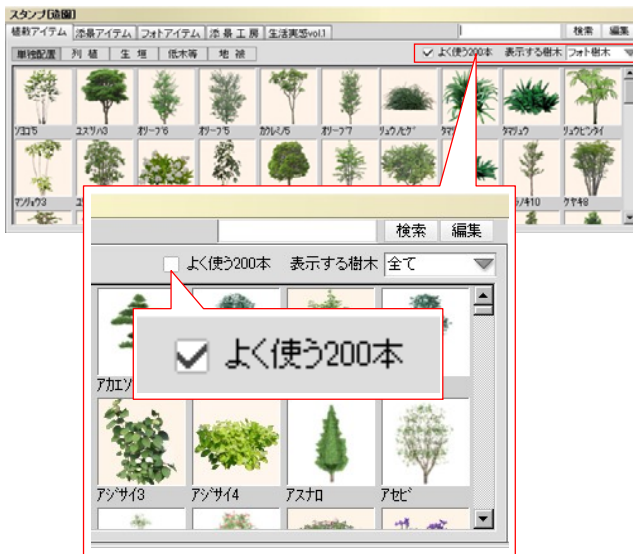 スタンプ[造園]
植栽アイテム 添景アイテム フォトアイテム 添景工房 生活実感vol.1 検索 編集
単独配置 列植 生垣 低木等 地被 よく使う200本 表示する樹木 フォト樹木
ソヨゴ5 ユズリハ3 オリーブ6 オリーブ5 カツレン/5 オリーブ7 リュウノヒゲ タマリュウ リュウビンタイ
マンリョウ3 ケヤキ8
検索 編集
よく使う200本 表示する樹木 全て
よく使う200本
アジサイ3 アジサイ4 アスナロ アセビ